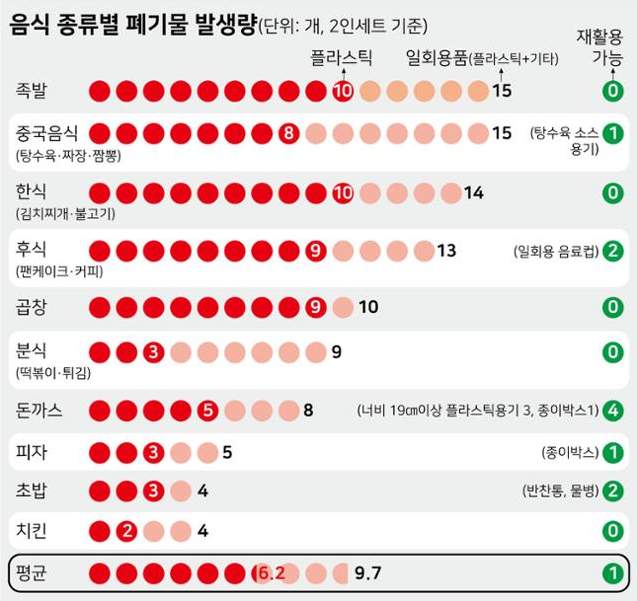 음식 종류별 폐기물 발생량(단위: 개, 2인세트 기준)
플라스틱 일회용품(플라스틱+기타) 재활용
가능
족발 10 15 0
중국음식 8 15 (탕수육 소스 1
(탕수육·짜장·짬뽕) 용기)
한식 10 14 0
(김치찌개·불고기)
후식 9 13 (일회용 음료컵) 2
(팬케이크·커피)
곱창 9 10 0
분식 3 9 0
(떡볶이·튀김)
돈까스 5 8 (너비 19㎝이상 플라스틱용기 3, 종이박스1) 4
피자 3 5 (종이박스) 1
초밥 3 4 (반찬통, 물병) 2
치킨 2 4 0
평균 6.2 9.7 1